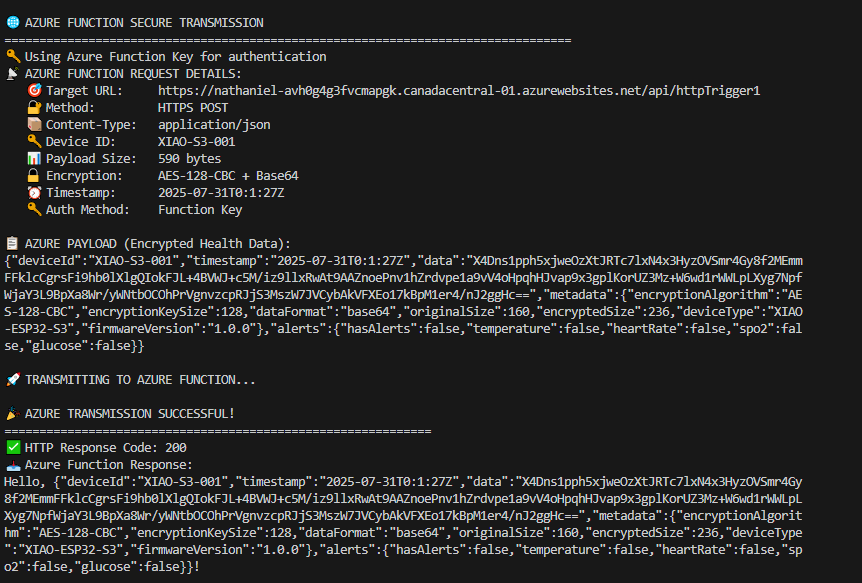 🌐 AZURE FUNCTION SECURE TRANSMISSION
=================================================================================
🔑 Using Azure Function Key for authentication
📡 AZURE FUNCTION REQUEST DETAILS:
🎯 Target URL: https://nathaniel-avh0g4g3fvcmapgk.canadacentral-01.azurewebsites.net/api/httpTrigger1
🔐 Method: HTTPS POST
📦 Content-Type: application/json
🔑 Device ID: XIAO-S3-001
📊 Payload Size: 590 bytes
🔒 Encryption: AES-128-CBC + Base64
⏰ Timestamp: 2025-07-31T0:1:27Z
🔑 Auth Method: Function Key
📋 AZURE PAYLOAD (Encrypted Health Data):
{"deviceId":"XIAO-S3-001","timestamp":"2025-07-31T0:1:27Z","data":"X4Dns1pph5xjweOzXtJRTc7lxN4x3HyzOVSmr4Gy8f2MEmm
FFklcCgrsFi9hb0lXlgQIokFJL+4BVWJ+c5M/iz9llxRwAt9AAZnoePnv1hZrdvpe1a9vV4oHpqhHJvap9x3gplKorUZ3Mz+W6wd1rWWLpLXyg7Npf
WjaY3L9BpXa8Wr/yWNtbOCOhPrVgnvzcpRJjS3MszW7JVCybAkVFXEo17kBpM1er4/nJ2ggHc==","metadata":{"encryptionAlgorithm":"AE
S-128-CBC","encryptionKeySize":128,"dataFormat":"base64","originalSize":160,"encryptedSize":236,"deviceType":"XIAO
-ESP32-S3","firmwareVersion":"1.0.0"},"alerts":{"hasAlerts":false,"temperature":false,"heartRate":false,"spo2":fal
se,"glucose":false}}
🚀 TRANSMITTING TO AZURE FUNCTION...
🎉 AZURE TRANSMISSION SUCCESSFUL!
=============================================================
✅ HTTP Response Code: 200
📥 Azure Function Response:
Hello, {"deviceId":"XIAO-S3-001","timestamp":"2025-07-31T0:1:27Z","data":"X4Dns1pph5xjweOzXtJRTc7lxN4x3HyzOVSmr4Gy
8f2MEmmFFklcCgrsFi9hb0lXlgQIokFJL+4BVWJ+c5M/iz9llxRwAt9AAZnoePnv1hZrdvpe1a9vV4oHpqhHJvap9x3gplKorUZ3Mz+W6wd1rWWLpL
Xyg7NpfWjaY3L9BpXa8Wr/yWNtbOCOhPrVgnvzcpRJjS3MszW7JVCybAkVFXEo17kBpM1er4/nJ2ggHc==","metadata":{"encryptionAlgorit
hm":"AES-128-CBC","encryptionKeySize":128,"dataFormat":"base64","originalSize":160,"encryptedSize":236,"deviceType
":"XIAO-ESP32-S3","firmwareVersion":"1.0.0"},"alerts":{"hasAlerts":false,"temperature":false,"heartRate":false,"sp
o2":false,"glucose":false}}!